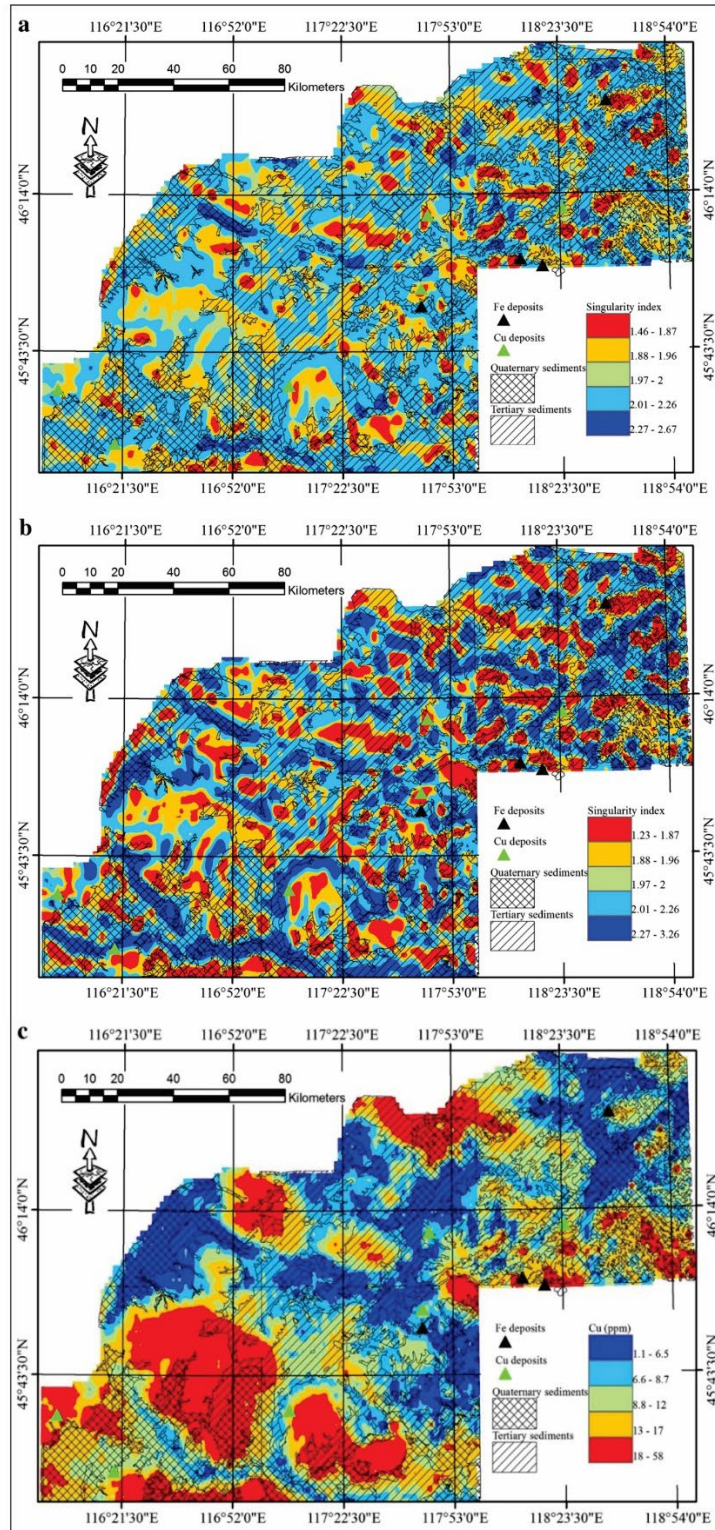 a
116°21'30"E 116°52'0"E 117°22'30"E 117°53'0"E 118°23'30"E 118°54'0"E
0 10 20 40 60 80
Kilometers
N
46°14'0"N 46°14'0"N
45°43'30"N 45°43'30"N
Fe deposits
Cu deposits
Quaternary sediments
Tertiary sediments
Singularity index
1.46 - 1.87
1.88 - 1.96
1.97 - 2
2.01 - 2.26
2.27 - 2.67
116°21'30"E 116°52'0"E 117°22'30"E 117°53'0"E 118°23'30"E 118°54'0"E
b
116°21'30"E 116°52'0"E 117°22'30"E 117°53'0"E 118°23'30"E 118°54'0"E
0 10 20 40 60 80
Kilometers
N
46°14'0"N 46°14'0"N
45°43'30"N 45°43'30"N
Fe deposits
Cu deposits
Quaternary sediments
Tertiary sediments
Singularity index
1.23 - 1.87
1.88 - 1.96
1.97 - 2
2.01 - 2.26
2.27 - 3.26
116°21'30"E 116°52'0"E 117°22'30"E 117°53'0"E 118°23'30"E 118°54'0"E
c
116°21'30"E 116°52'0"E 117°22'30"E 117°53'0"E 118°23'30"E 118°54'0"E
0 10 20 40 60 80
Kilometers
N
46°14'0"N 46°14'0"N
45°43'30"N 45°43'30"N
Fe deposits
Cu deposits
Quaternary sediments
Tertiary sediments
Cu (ppm)
1.1 - 6.5
6.6 - 8.7
8.8 - 12
13 - 17
18 - 58
116°21'30"E 116°52'0"E 117°22'30"E 117°53'0"E 118°23'30"E 118°54'0"E